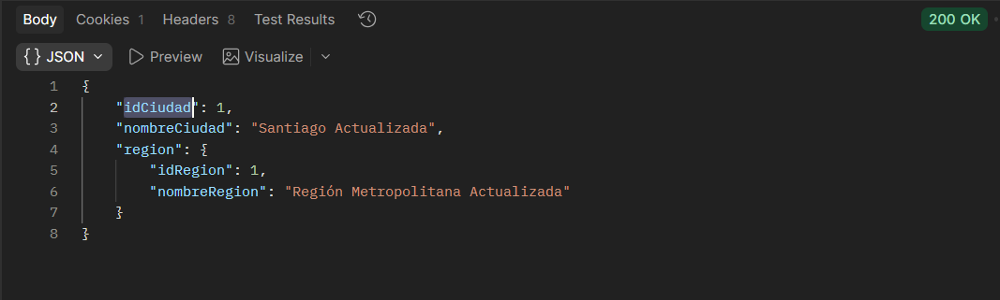 Body Cookies 1 Headers 8 Test Results 200 OK
{} JSON Preview Visualize
1 {
2 "idCiudad": 1,
3 "nombreCiudad": "Santiago Actualizada",
4 "region": {
5 "idRegion": 1,
6 "nombreRegion": "Región Metropolitana Actualizada"
7 }
8 }